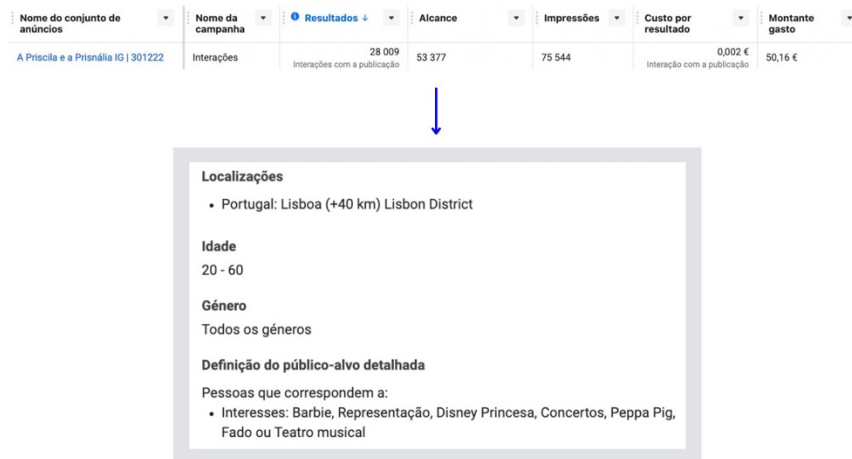 Nome do conjunto de anúncios
Nome da campanha
Resultados ↓
Alcance
Impressões
Custo por resultado
Montante gasto
A Priscila e a Prisnália IG | 301222
Interações
28 009
Interações com a publicação
53 377
75 544
0,002 €
Interação com a publicação
50,16 €
Localizações
• Portugal: Lisboa (+40 km) Lisbon District
Idade
20 - 60
Género
Todos os géneros
Definição do público-alvo detalhada
Pessoas que correspondem a:
• Interesses: Barbie, Representação, Disney Princesa, Concertos, Peppa Pig,
Fado ou Teatro musical